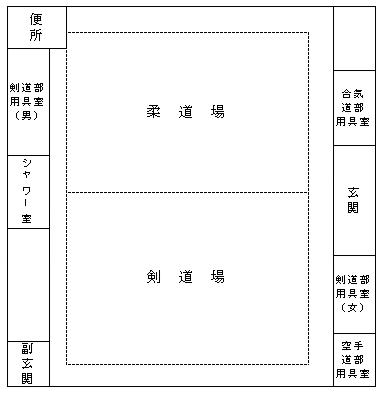 便
所
剣道部
用具室
（男）
シャワー室
副
玄
関
柔 道 場
剣 道 場
合気
道部
用具室
玄
関
剣道部
用具室
（女）
空手
道部
用具室